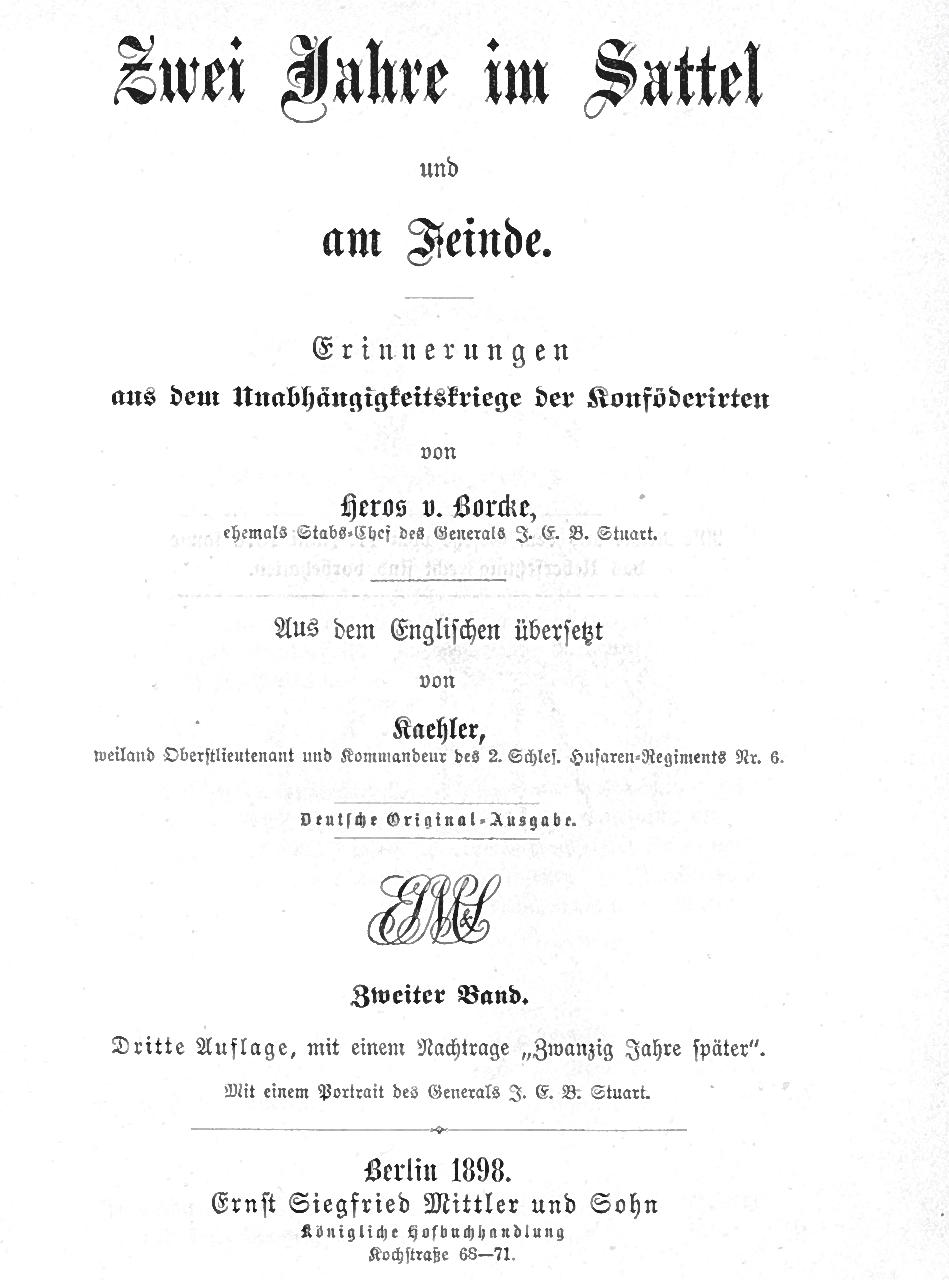 Zwei Jahre im Sattel
und
am Feinde.
Erinnerungen
aus dem Unabhängigkeitskriege der Konföderirten
von
Heros v. Borcke,
ehemals Stabs-Chef des Generals J. E. B. Stuart.
Aus dem Englischen übersetzt
von
Kaehler,
weiland Oberstlieutenant und Kommandeur des 2. Schles. Husaren-Regiments Nr. 6.
Deutsche Original-Ausgabe.
EMS&S
Zweiter Band.
Dritte Auflage, mit einem Nachtrage „Zwanzig Jahre später“.
Mit einem Portrait des Generals J. E. B. Stuart.
Berlin 1898.
Ernst Siegfried Mittler und Sohn
Königliche Hofbuchhandlung
Kochstraße 68—71.